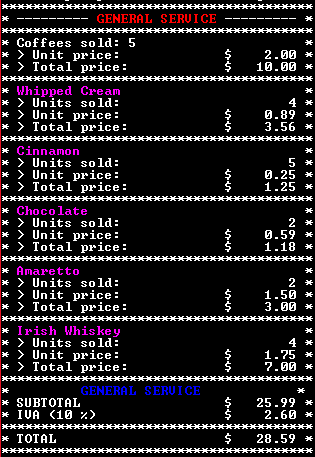 ***************************************
* --------- GENERAL SERVICE --------- *
***************************************
* Coffees sold: 5                     *
* > Unit price:             $    2.00 *
* > Total price:            $   10.00 *
***************************************
* Whipped Cream                       *
* > Units sold:                     4 *
* > Unit price:             $    0.89 *
* > Total price:            $    3.56 *
***************************************
* Cinnamon                            *
* > Units sold:                     5 *
* > Unit price:             $    0.25 *
* > Total price:            $    1.25 *
***************************************
* Chocolate                           *
* > Units sold:                     2 *
* > Unit price:             $    0.59 *
* > Total price:            $    1.18 *
***************************************
* Amaretto                            *
* > Units sold:                     2 *
* > Unit price:             $    1.50 *
* > Total price:            $    3.00 *
***************************************
* Irish Whiskey                       *
* > Units sold:                     4 *
* > Unit price:             $    1.75 *
* > Total price:            $    7.00 *
***************************************
*         GENERAL SERVICE            *
* SUBTOTAL                  $   25.99 *
* IVA (10 %)                $    2.60 *
***************************************
* TOTAL                     $   28.59 *
***************************************